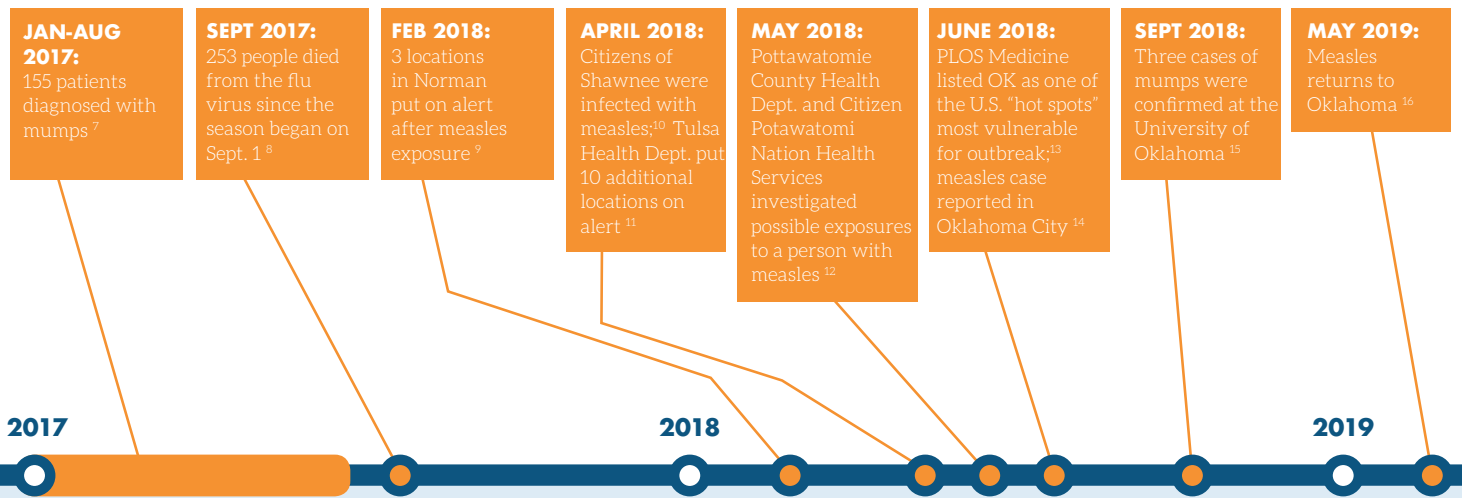 JAN-AUG
2017:
155 patients
diagnosed with
mumps 7
SEPT 2017:
253 people died
from the flu
virus since the
season began on
Sept. 1 8
FEB 2018:
3 locations
in Norman
put on alert
after measles
exposure 9
APRIL 2018:
Citizens of
Shawnee were
infected with
measles;10 Tulsa
Health Dept. put
10 additional
locations on
alert 11
MAY 2018:
Pottawatomie
County Health
Dept. and Citizen
Potawatomi
Nation Health
Services
investigated
possible exposures
to a person with
measles 12
JUNE 2018:
PLOS Medicine
listed OK as one of
the U.S. “hot spots”
most vulnerable
for outbreak;13
measles case
reported in
Oklahoma City 14
SEPT 2018:
Three cases of
mumps were
confirmed at the
University of
Oklahoma 15
MAY 2019:
Measles
returns to
Oklahoma 16
2017
2018
2019